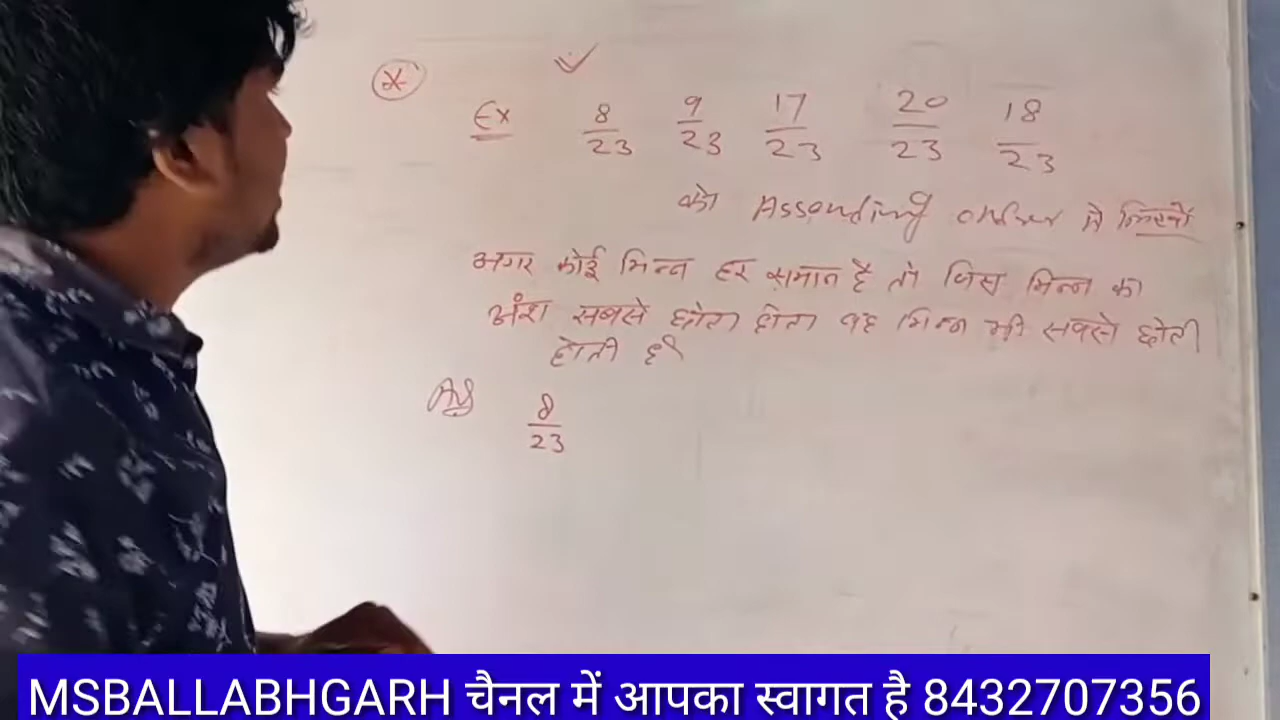 *
Ex 8/23 9/23 17/23 20/23 18/23
को Assending order मे लिखो
अगर कोई भिन्न हर समान है तो जिस भिन्न का
अंश सबसे छोटा होता वह भिन्न भी सबसे छोटी
होती है
Ans 8/23
MSBALLABHGARH चैनल में आपका स्वागत है 8432707356